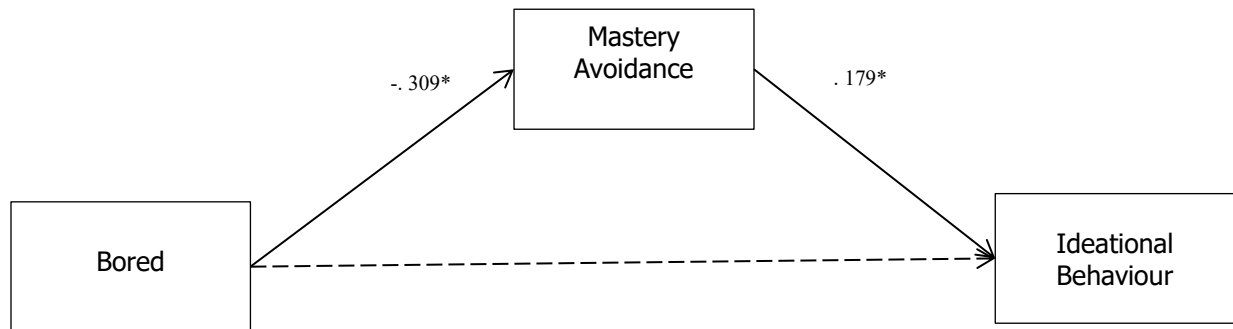 Mastery
Avoidance
-. 309*
. 179*
Bored
Ideational
Behaviour